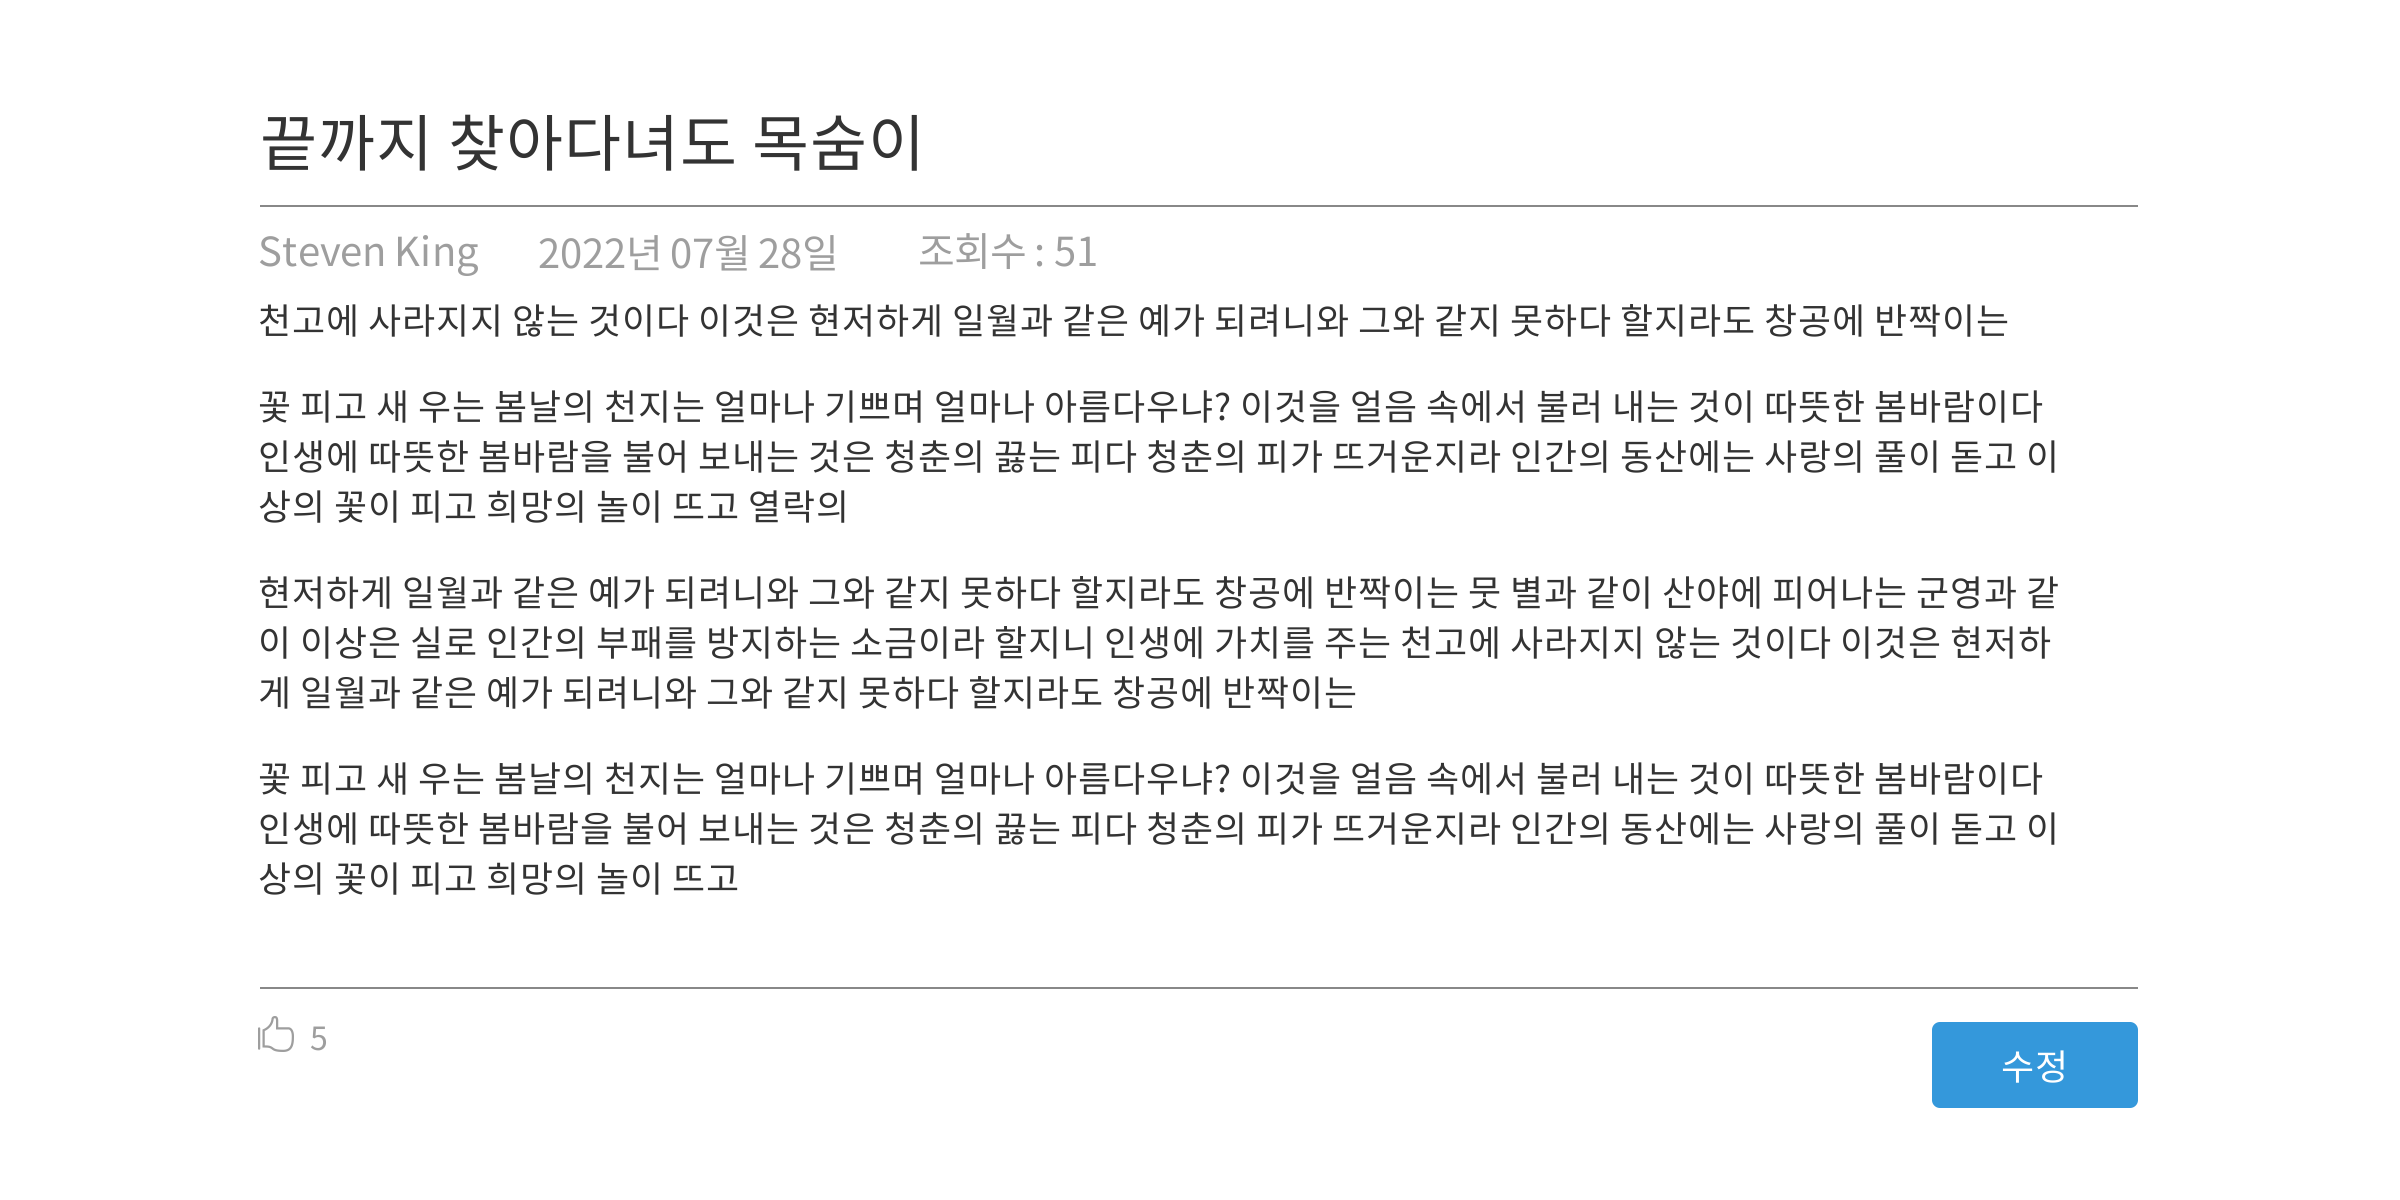 끝까지 찾아다녀도 목숨이
Steven King 2022년 07월 28일 조회수 : 51
천고에 사라지지 않는 것이다 이것은 현저하게 일월과 같은 예가 되려니와 그와 같지 못하다 할지라도 창공에 반짝이는
꽃 피고 새 우는 봄날의 천지는 얼마나 기쁘며 얼마나 아름다우냐? 이것을 얼음 속에서 불러 내는 것이 따뜻한 봄바람이다
인생에 따뜻한 봄바람을 불어 보내는 것은 청춘의 끓는 피다 청춘의 피가 뜨거운지라 인간의 동산에는 사랑의 풀이 돋고 이
상의 꽃이 피고 희망의 놀이 뜨고 열락의
현저하게 일월과 같은 예가 되려니와 그와 같지 못하다 할지라도 창공에 반짝이는 뭇 별과 같이 산야에 피어나는 군영과 같
이 이상은 실로 인간의 부패를 방지하는 소금이라 할지니 인생에 가치를 주는 천고에 사라지지 않는 것이다 이것은 현저하
게 일월과 같은 예가 되려니와 그와 같지 못하다 할지라도 창공에 반짝이는
꽃 피고 새 우는 봄날의 천지는 얼마나 기쁘며 얼마나 아름다우냐? 이것을 얼음 속에서 불러 내는 것이 따뜻한 봄바람이다
인생에 따뜻한 봄바람을 불어 보내는 것은 청춘의 끓는 피다 청춘의 피가 뜨거운지라 인간의 동산에는 사랑의 풀이 돋고 이
상의 꽃이 피고 희망의 놀이 뜨고
5
수정